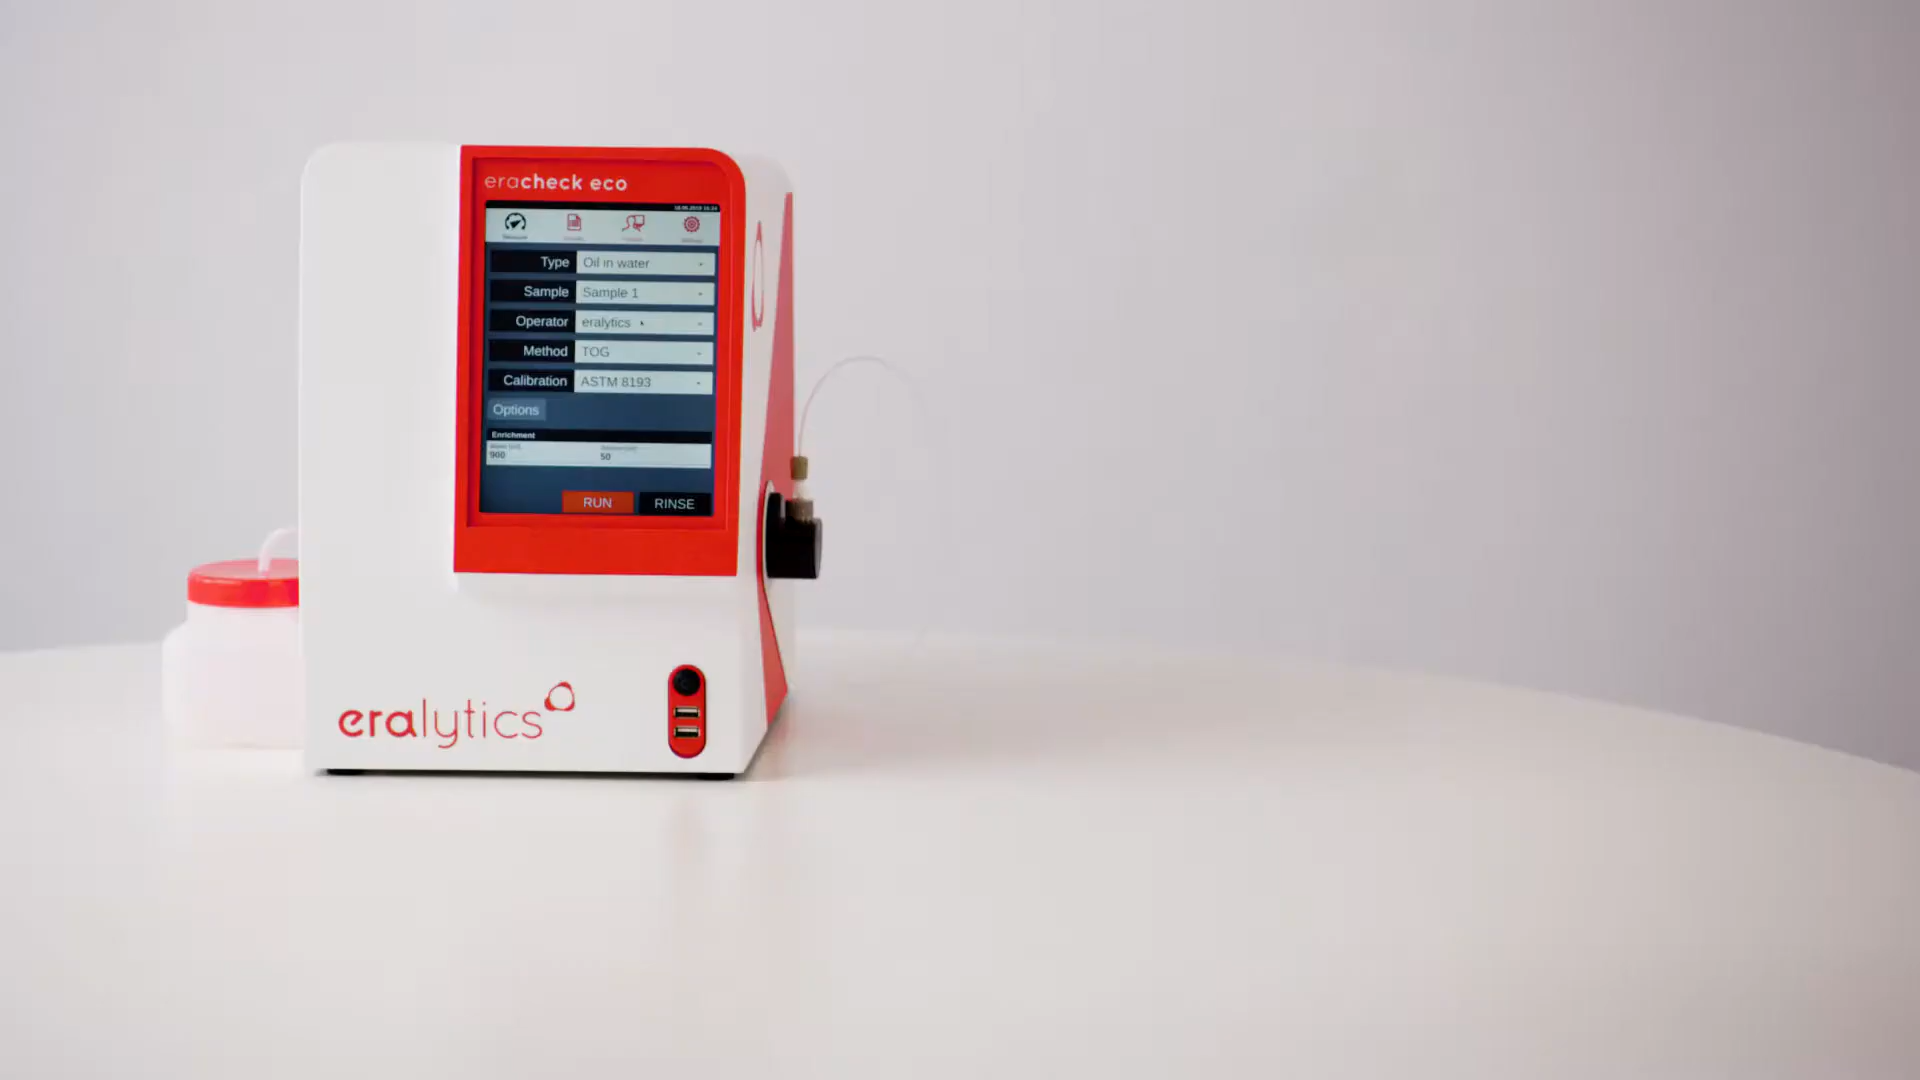 eracheck eco
Type Oil in water
Sample Sample 1
Operator eralytics
Method TOG
Calibration ASTM 8193
Options
Enrichment
900 50
RUN RINSE
eralytics